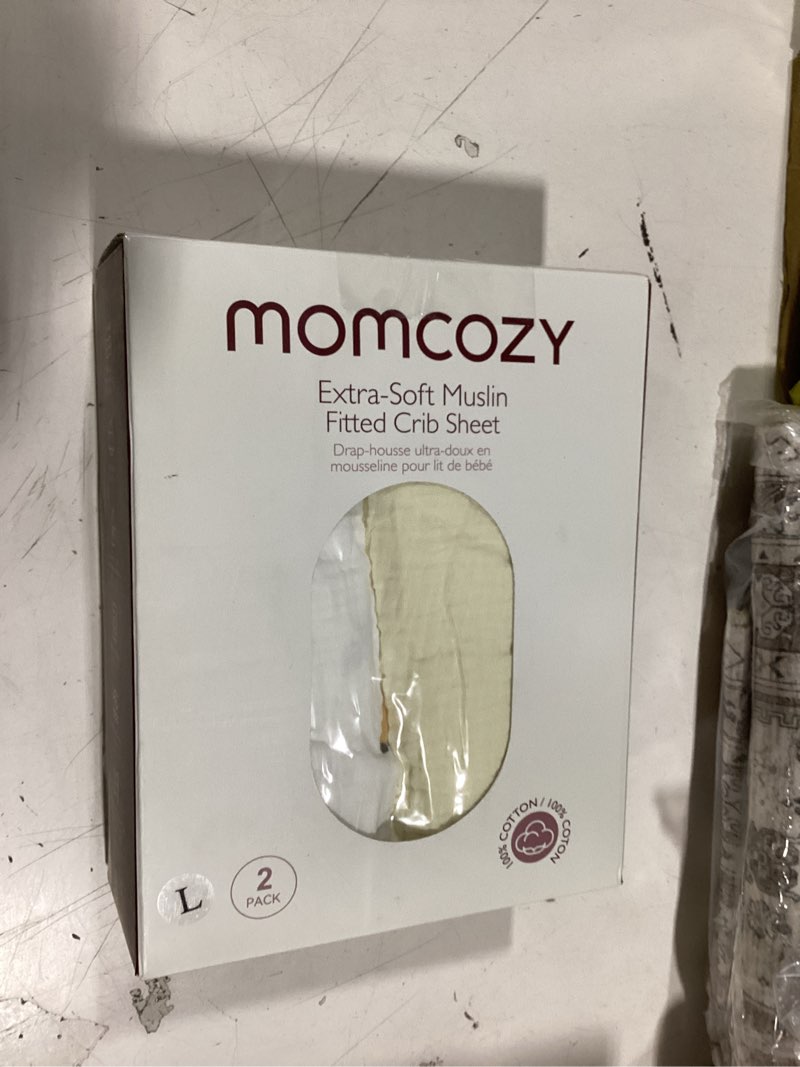 momcozy
Extra-Soft Muslin
Fitted Crib Sheet
Drap-housse ultra-doux en
mousseline pour lit de bébé
100% COTTON / 100% COTON
L
2
PACK